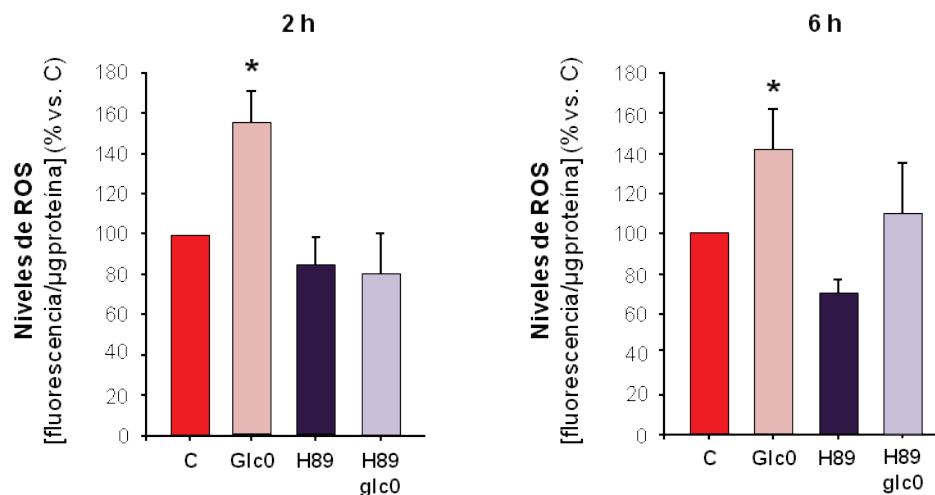 2 h
Niveles de ROS
[fluorescencia/µgproteína] (% vs. C)
180
160
140
120
100
80
60
40
20
0
*
C
Glc0
H89
H89
glc0
6 h
Niveles de ROS
[fluorescencia/µgproteína] (% vs. C)
180
160
140
120
100
80
60
40
20
0
*
C
Glc0
H89
H89
glc0